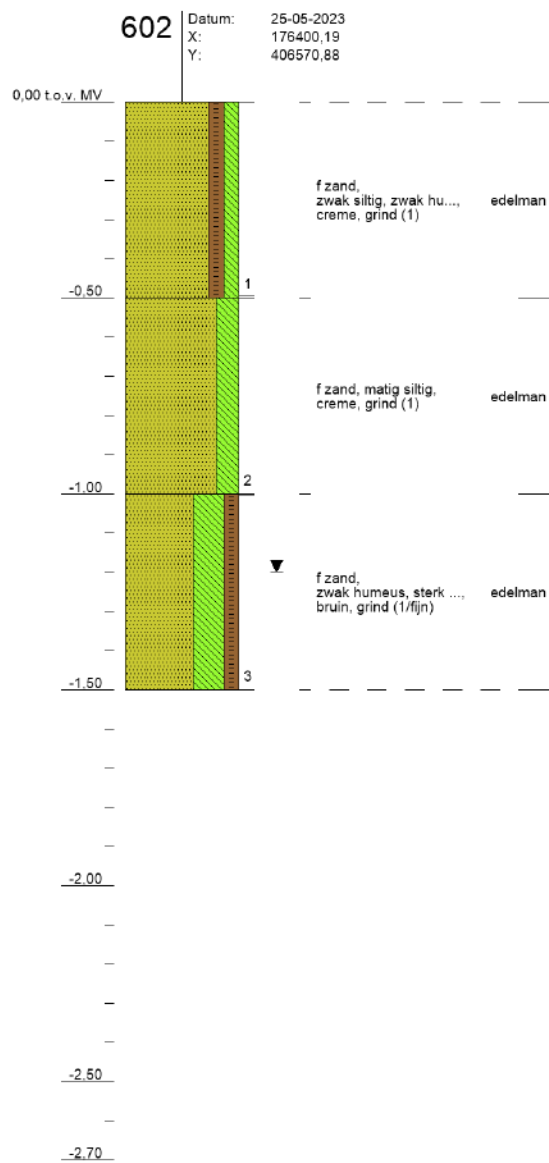 602
Datum: 25-05-2023
X: 176400,19
Y: 406570,88
0,00 t.o.v. MV
f zand,
zwak siltig, zwak hu...,
creme, grind (1)
edelman
1
-0,50
f zand, matig siltig,
creme, grind (1)
edelman
2
-1,00
f zand,
zwak humeus, sterk ...,
bruin, grind (1/fijn)
edelman
3
-1,50
-2,00
-2,50
-2,70